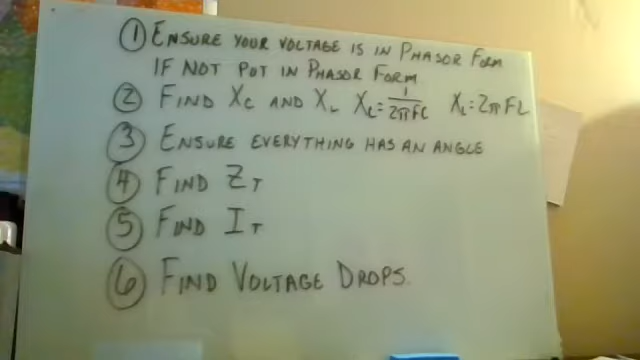 ① ENSURE YOUR VOLTAGE IS IN PHASOR FORM
IF NOT PUT IN PHASOR FORM
② FIND Xc AND XL Xc=1/2πFC XL=2πFL
③ ENSURE EVERYTHING HAS AN ANGLE
④ FIND ZT
⑤ FIND IT
⑥ FIND VOLTAGE DROPS.